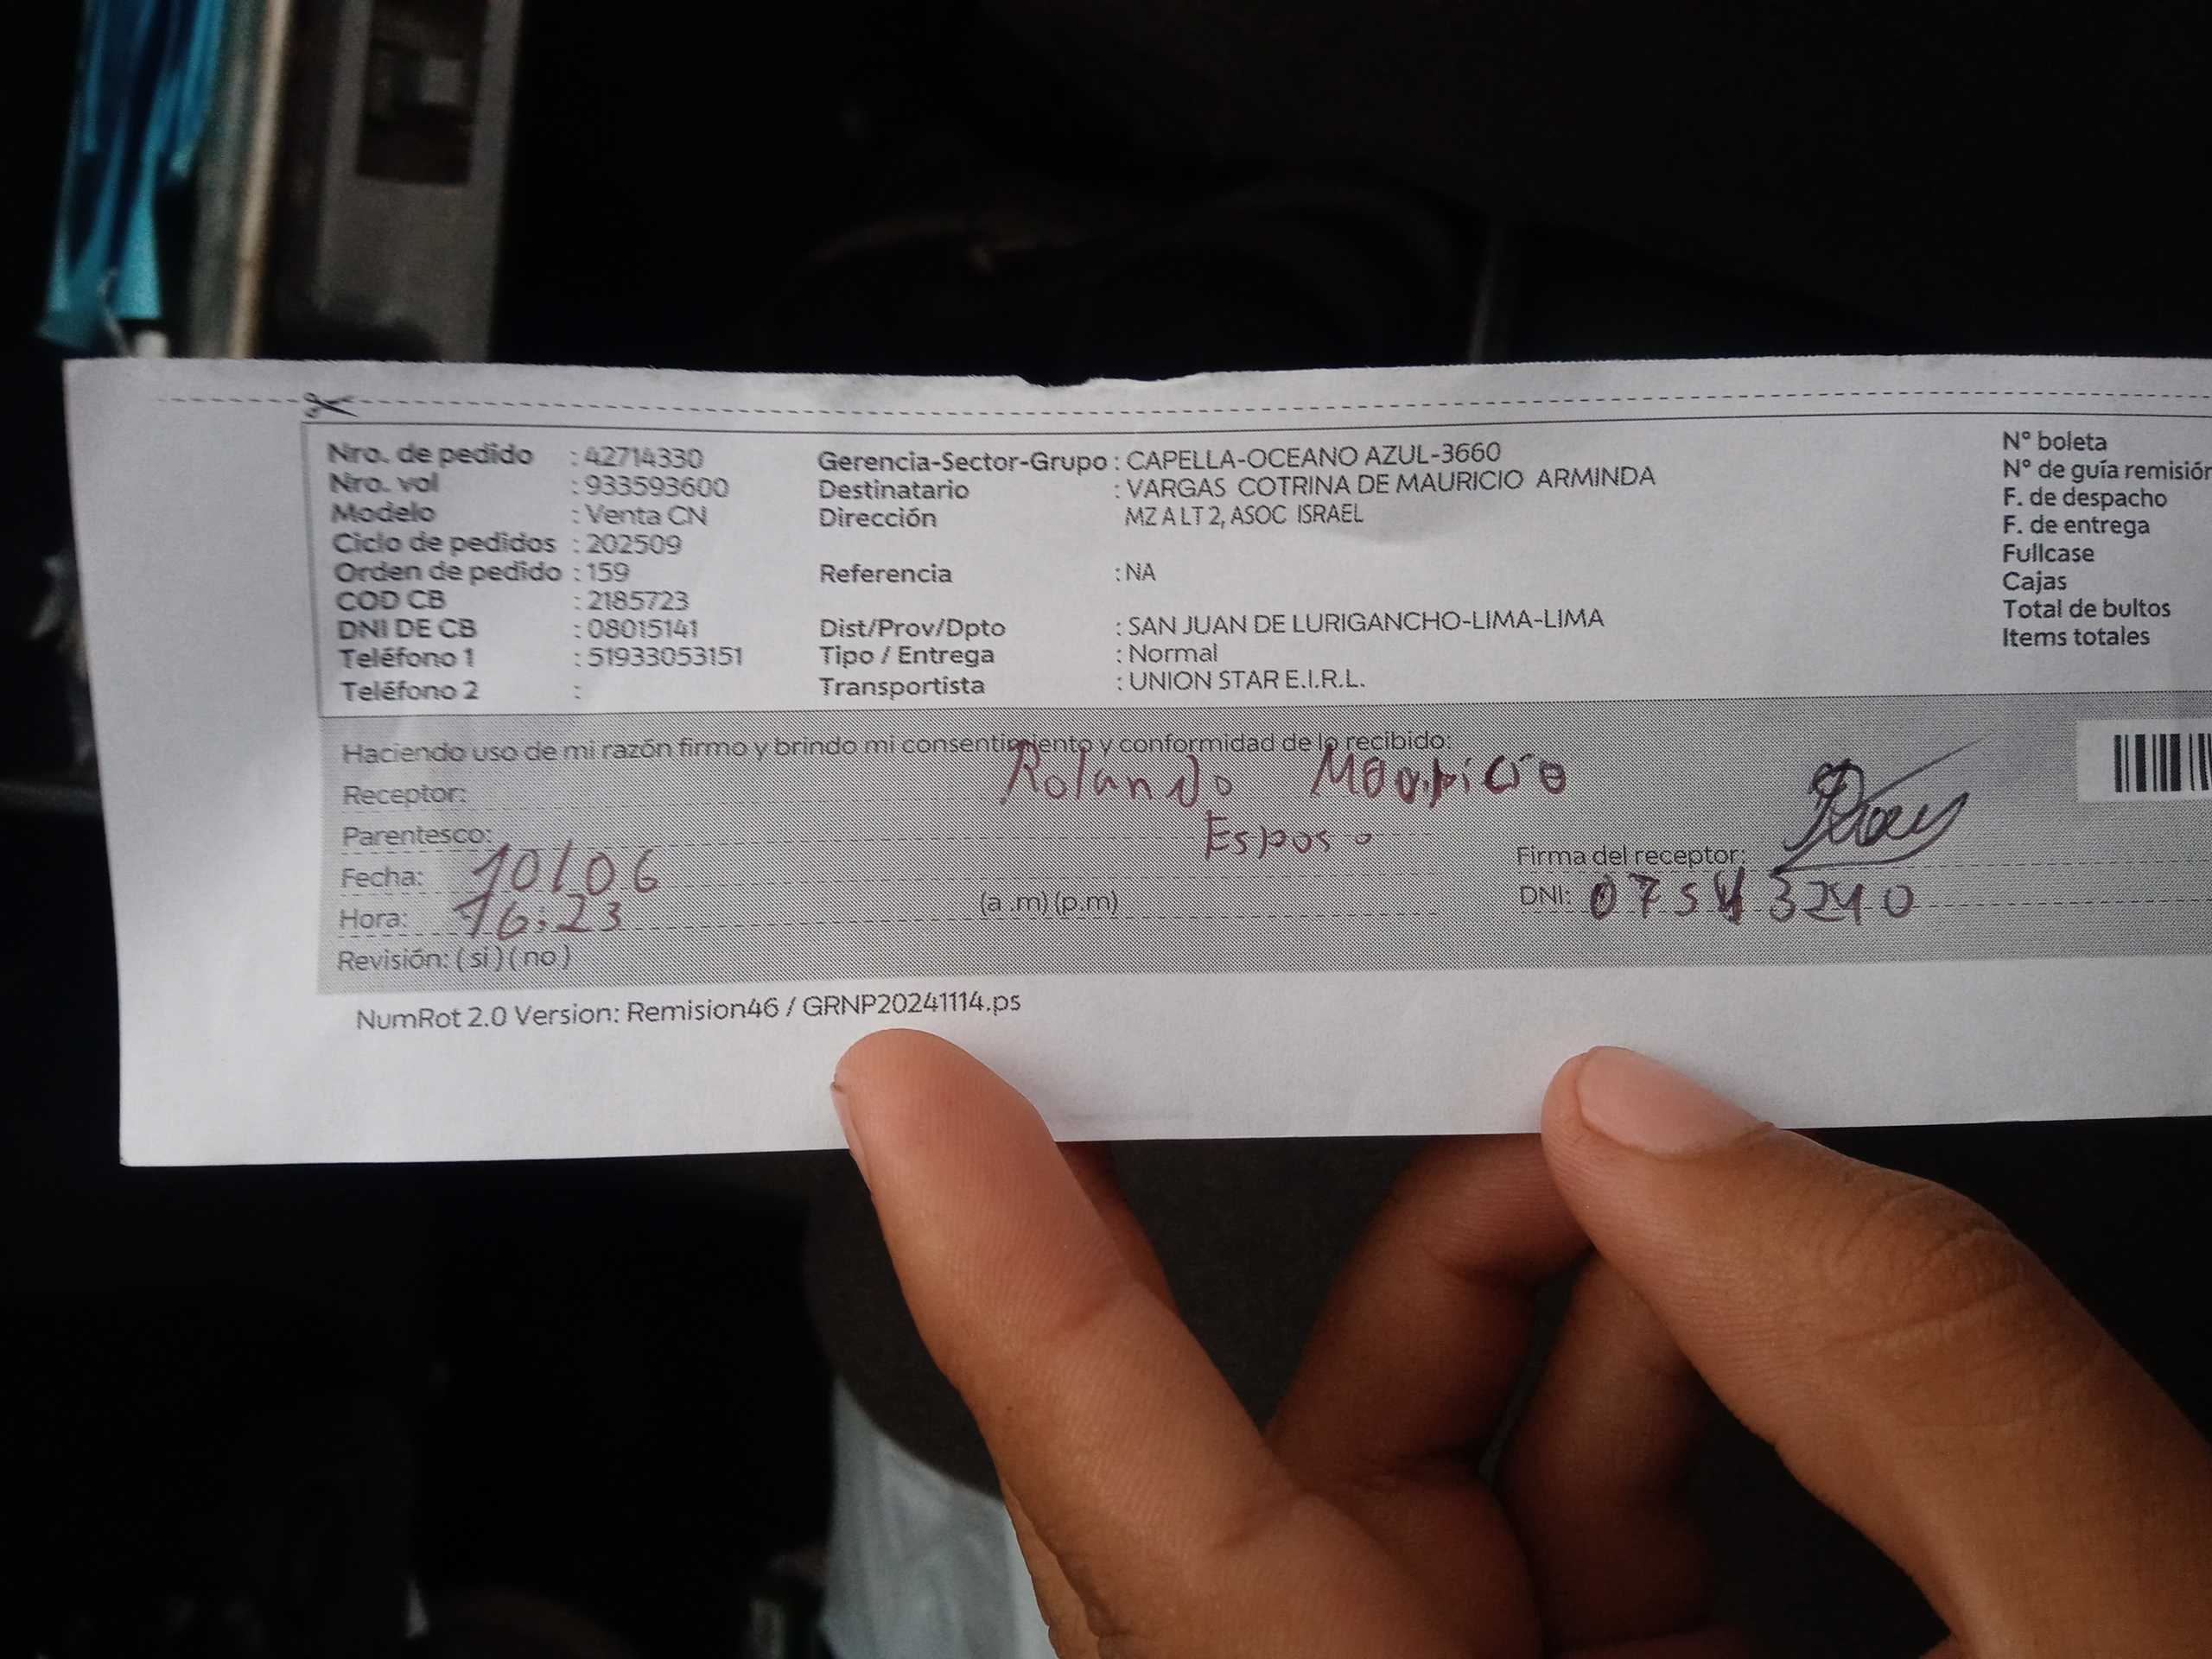 Nro. de pedido : 42714330
Nro. vol : 933593600
Modelo : Venta CN
Ciclo de pedidos : 202509
Orden de pedido : 159
COD CB : 2185723
DNI DE CB : 08015141
Teléfono 1 : 51933053151
Teléfono 2 :
Gerencia-Sector-Grupo : CAPELLA-OCEANO AZUL-3660
Destinatario : VARGAS COTRINA DE MAURICIO ARMINDA
Dirección MZ A LT 2, ASOC ISRAEL
Referencia : NA
Dist/Prov/Dpto : SAN JUAN DE LURIGANCHO-LIMA-LIMA
Tipo / Entrega : Normal
Transportista : UNION STAR E.I.R.L.
N° boleta
N° de guía remisión
F. de despacho
F. de entrega
Fullcase
Cajas
Total de bultos
Items totales
Haciendo uso de mi razón firmo y brindo mi consentimiento y conformidad de lo recibido:
Receptor: Rolando Mauricio
Parentesco: Esposo
Fecha: 10/06
Hora: 16:23 (a .m) (p.m)
Revisión: ( si ) ( no )
Firma del receptor:
DNI: 07543240
NumRot 2.0 Version: Remision46 / GRNP20241114.ps